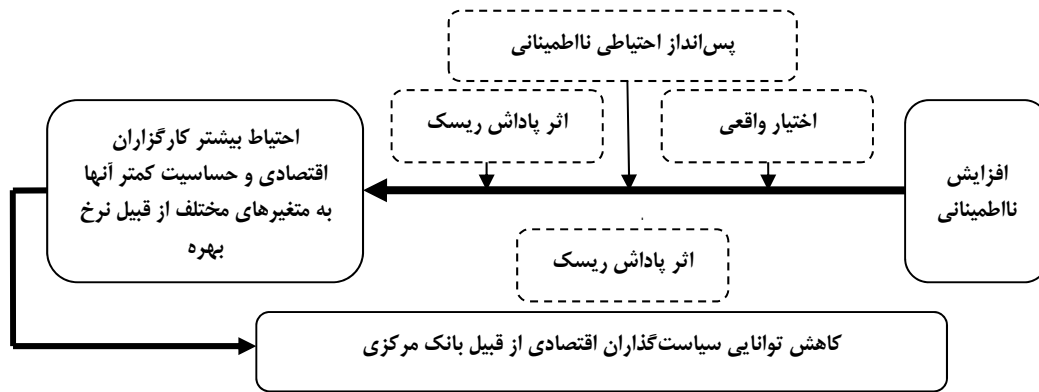 پس‌انداز احتیاطی نااطمینانی
اختیار واقعی
اثر پاداش ریسک
افزایش
نااطمینانی
احتیاط بیشتر کارگزاران
اقتصادی و حساسیت کمتر آنها
به متغیرهای مختلف از قبیل نرخ
بهره
اثر پاداش ریسک
کاهش توانایی سیاست‌گذاران اقتصادی از قبیل بانک مرکزی